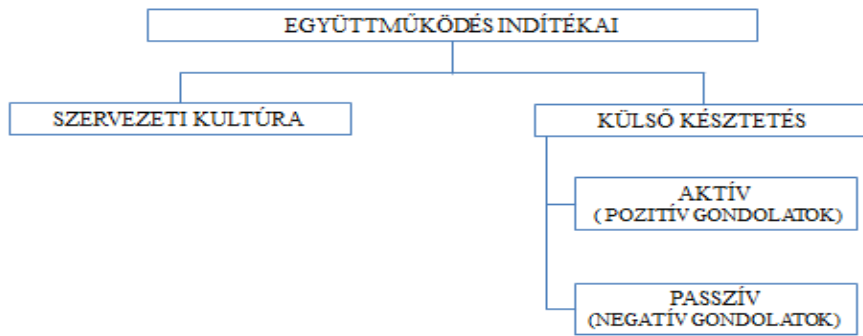 EGYÜTTMŰKÖDÉS INDÍTÉKAI
SZERVEZETI KULTÚRA
KÜLSŐ KÉSZTETÉS
AKTÍV
( POZITÍV GONDOLATOK)
PASSZÍV
(NEGATÍV GONDOLATOK)